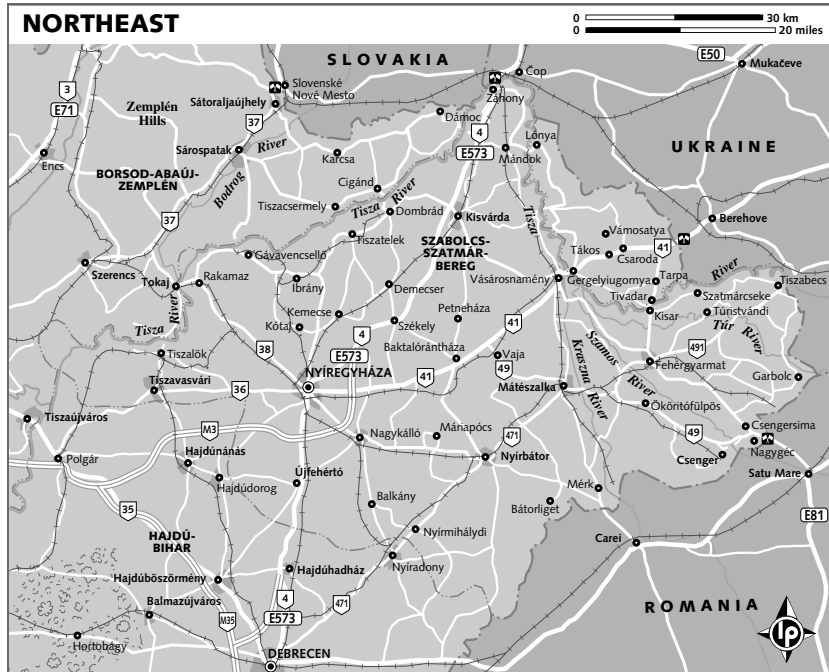 NORTHEAST
0 30 km
0 20 miles
SLOVAKIA
E50
Mukačeve
Čop
3
E71
Zemplén
Hills
Slovenské
Nové Mesto
Sátoraljaújhely
Záhony
37
Dámoc
4
E573
Lónya
UKRAINE
Sárospatak
River
Karcsa
Mándok
Encs
BORSOD-ABAÚJ-
ZEMPLÉN
Bodrog
Cigánd
River
Tiszacsermely
Tisza
Dombrád
Kisvárda
Tisza
Berehove
37
Tiszatelek
SZABOLCS-
SZATMÁR-
BEREG
Vámosatya
Tákos
Csaroda
41
Gávavencsellő
Szerencs
Tokaj
Rakamaz
Ibrány
Demecser
Vásárosnamény
Gergelyiugornya
Tarpa
River
Tiszabecs
Tivadar
Szatmárcseke
River
Tisza
Kemecse
Petneháza
Kisar
Túristvándi
Túr
River
Kótaj
4
Székely
41
Szamos
Tiszalök
38
E573
Baktalórántháza
Vaja
Kraszna
491
NYÍREGYHÁZA
49
Fehérgyarmat
Tiszavasvári
36
41
Mátészalka
River
River
Garbolc
Ököritófülpös
Tiszaújváros
M3
Nagykálló
Máriapócs
471
49
Csengersima
Nagygéc
Polgár
Hajdúnánás
Újfehértó
Nyírbátor
Csenger
Satu Mare
Hajdúdorog
Mérk
Balkány
Bátorliget
35
E81
HAJDÚ-
BIHAR
Nyírmihálydi
Carei
Nyíradony
Hajdúböszörmény
Hajdúhadház
Balmazújváros
4
471
ROMANIA
M35
E573
Hortobágy
DEBRECEN
lp